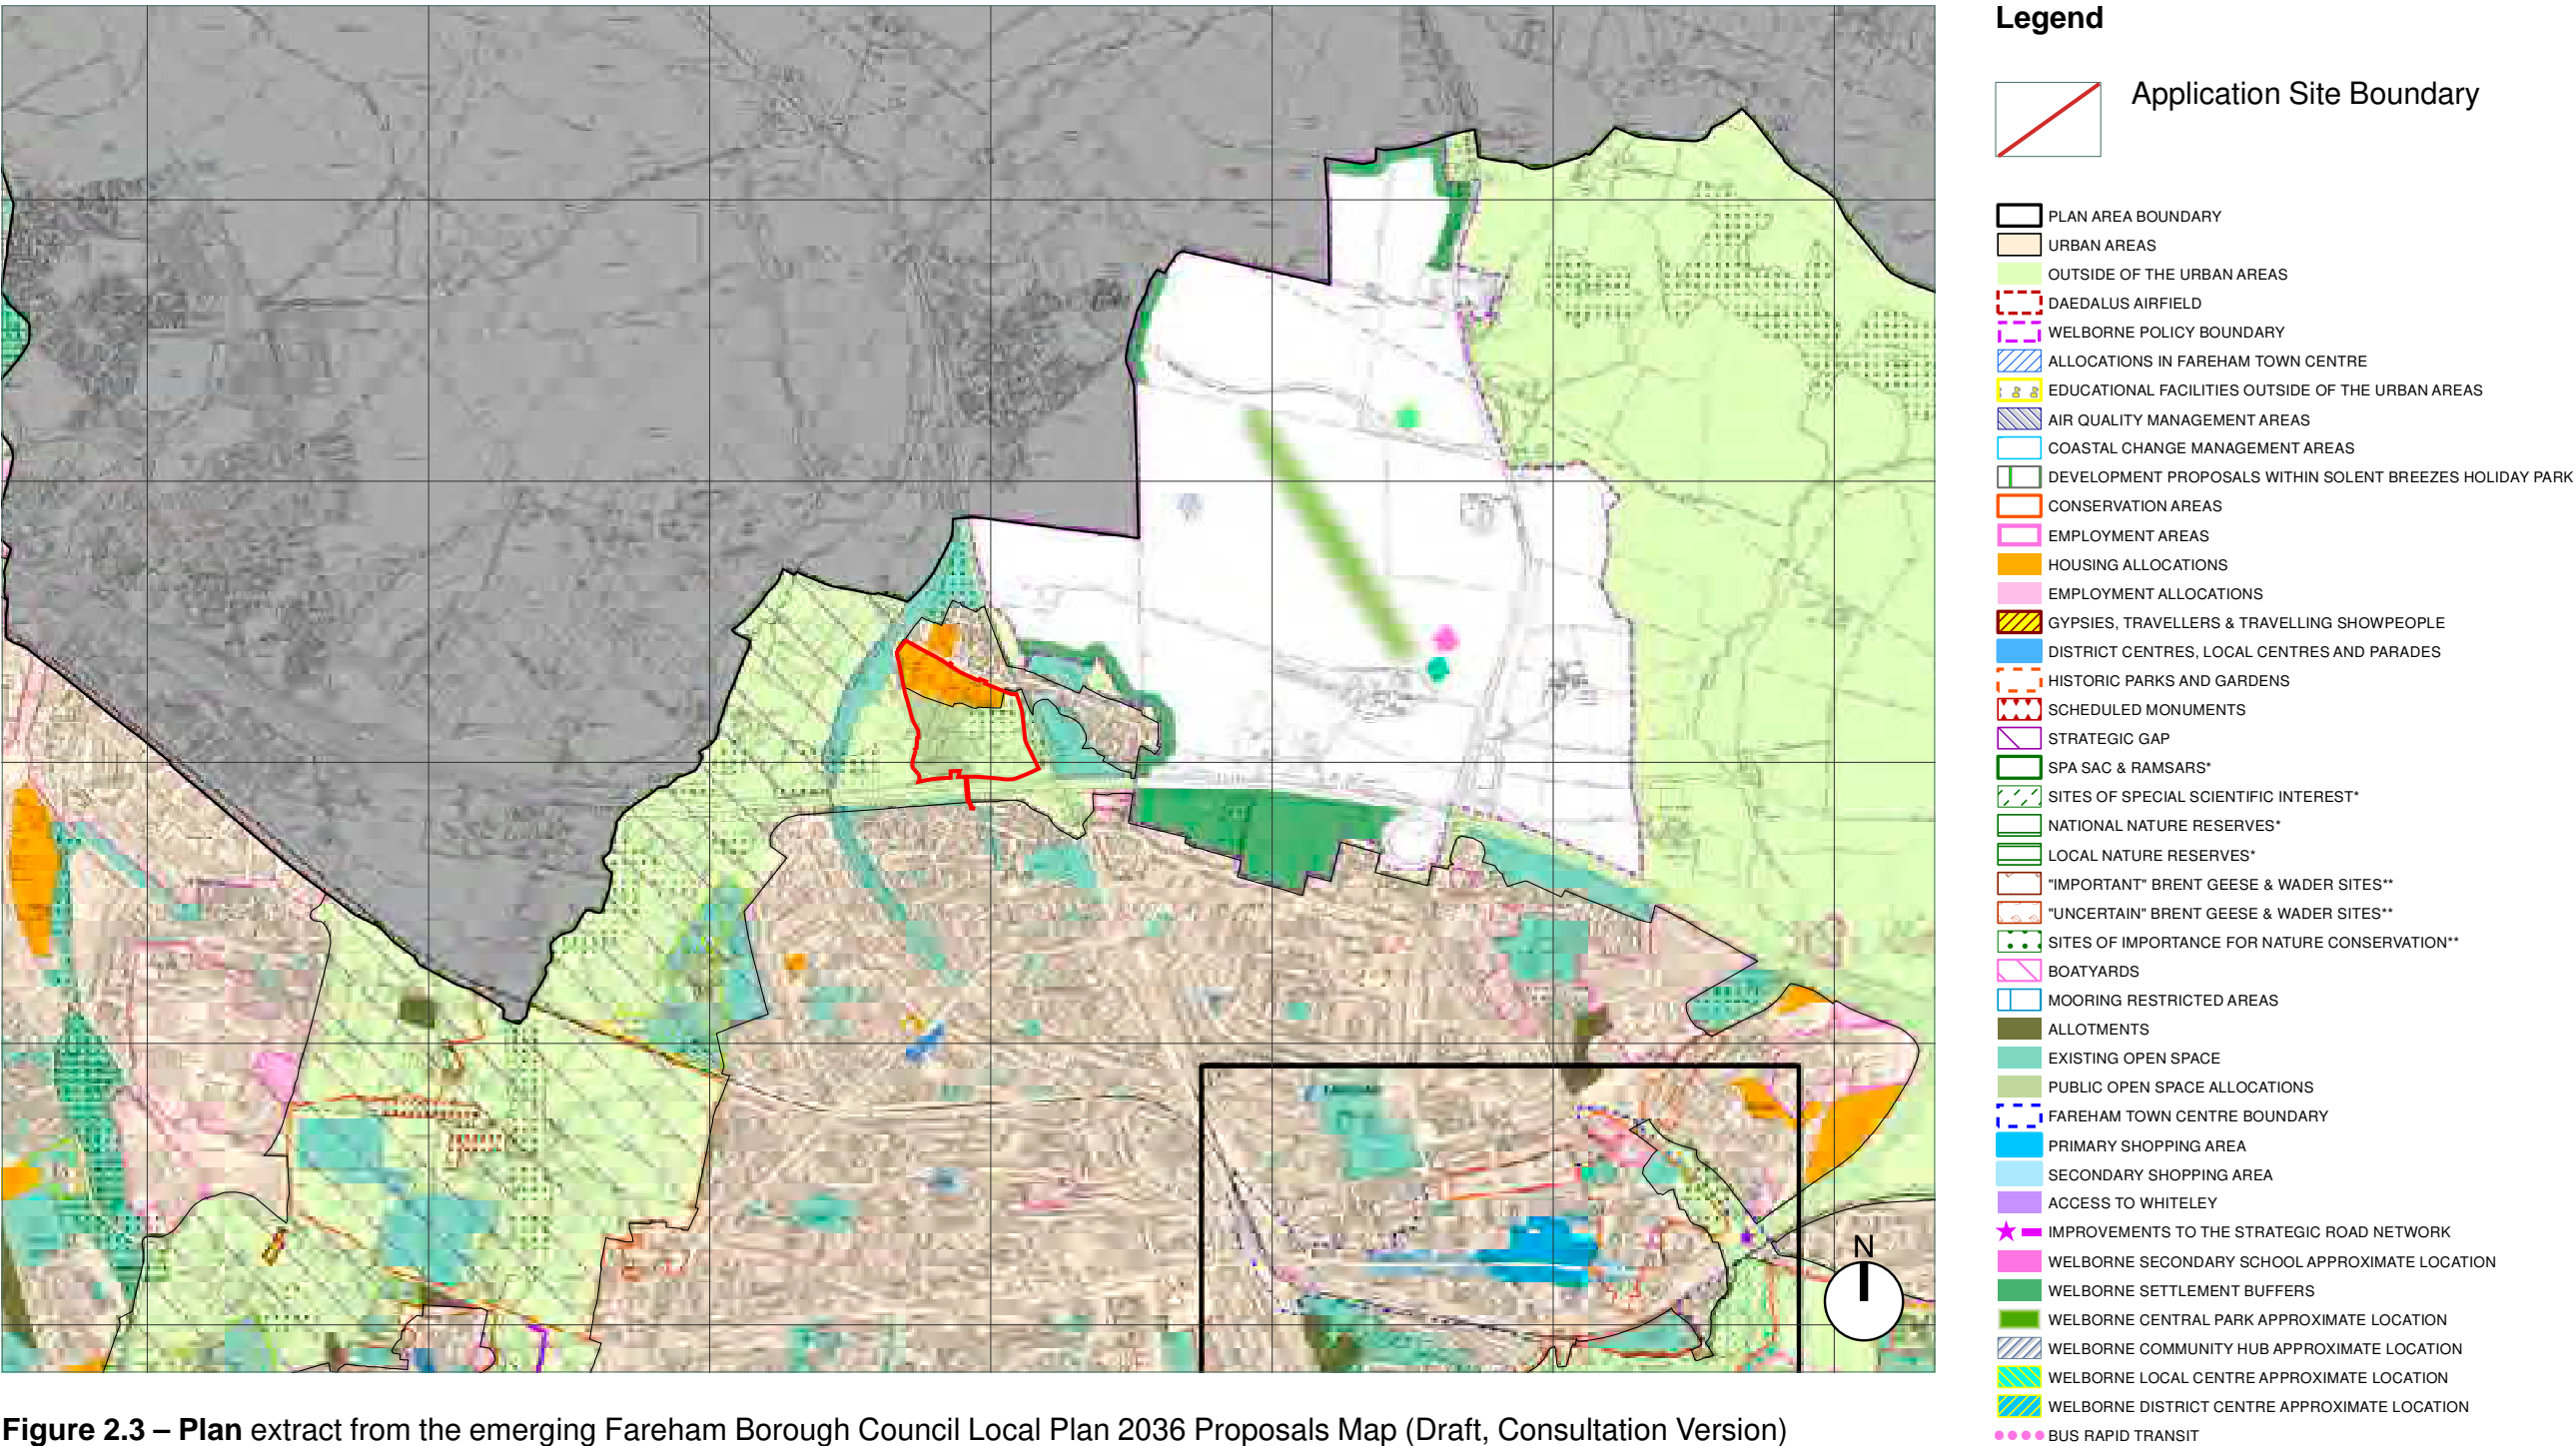 Legend
Application Site Boundary
PLAN AREA BOUNDARY
URBAN AREAS
OUTSIDE OF THE URBAN AREAS
DAEDALUS AIRFIELD
WELBORNE POLICY BOUNDARY
ALLOCATIONS IN FAREHAM TOWN CENTRE
EDUCATIONAL FACILITIES OUTSIDE OF THE URBAN AREAS
AIR QUALITY MANAGEMENT AREAS
COASTAL CHANGE MANAGEMENT AREAS
DEVELOPMENT PROPOSALS WITHIN SOLENT BREEZES HOLIDAY PARK
CONSERVATION AREAS
EMPLOYMENT AREAS
HOUSING ALLOCATIONS
EMPLOYMENT ALLOCATIONS
GYPSIES, TRAVELLERS & TRAVELLING SHOWPEOPLE
DISTRICT CENTRES, LOCAL CENTRES AND PARADES
HISTORIC PARKS AND GARDENS
SCHEDULED MONUMENTS
STRATEGIC GAP
SPA SAC & RAMSARS*
SITES OF SPECIAL SCIENTIFIC INTEREST*
NATIONAL NATURE RESERVES*
LOCAL NATURE RESERVES*
"IMPORTANT" BRENT GEESE & WADER SITES**
"UNCERTAIN" BRENT GEESE & WADER SITES**
SITES OF IMPORTANCE FOR NATURE CONSERVATION**
BOATYARDS
MOORING RESTRICTED AREAS
ALLOTMENTS
EXISTING OPEN SPACE
PUBLIC OPEN SPACE ALLOCATIONS
FAREHAM TOWN CENTRE BOUNDARY
PRIMARY SHOPPING AREA
SECONDARY SHOPPING AREA
ACCESS TO WHITELEY
IMPROVEMENTS TO THE STRATEGIC ROAD NETWORK
WELBORNE SECONDARY SCHOOL APPROXIMATE LOCATION
WELBORNE SETTLEMENT BUFFERS
WELBORNE CENTRAL PARK APPROXIMATE LOCATION
WELBORNE COMMUNITY HUB APPROXIMATE LOCATION
WELBORNE LOCAL CENTRE APPROXIMATE LOCATION
WELBORNE DISTRICT CENTRE APPROXIMATE LOCATION
BUS RAPID TRANSIT
N
Figure 2.3 – Plan extract from the emerging Fareham Borough Council Local Plan 2036 Proposals Map (Draft, Consultation Version)